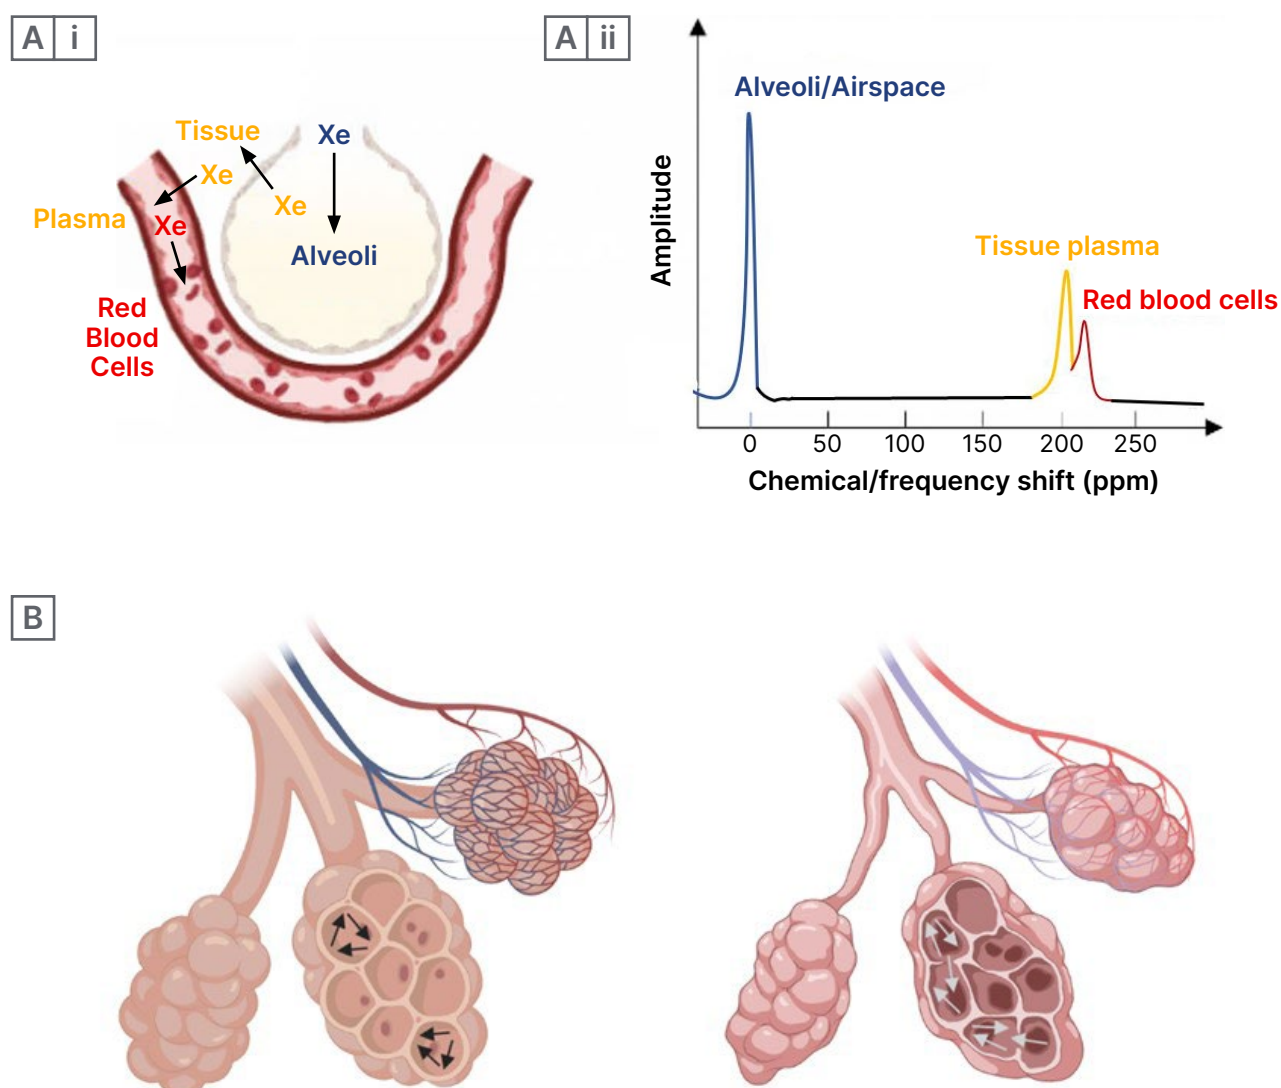 A i
Tissue
Xe
Xe
Xe
Plasma
Xe
Alveoli
Red
Blood
Cells
A ii
Alveoli/Airspace
Amplitude
Tissue plasma
Red blood cells
0 50 100 150 200 250
Chemical/frequency shift (ppm)
B